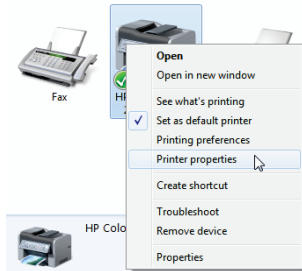 Fax
HP
Open
Open in new window
See what's printing
Set as default printer
Printing preferences
Printer properties
Create shortcut
Troubleshoot
Remove device
Properties
HP Colo